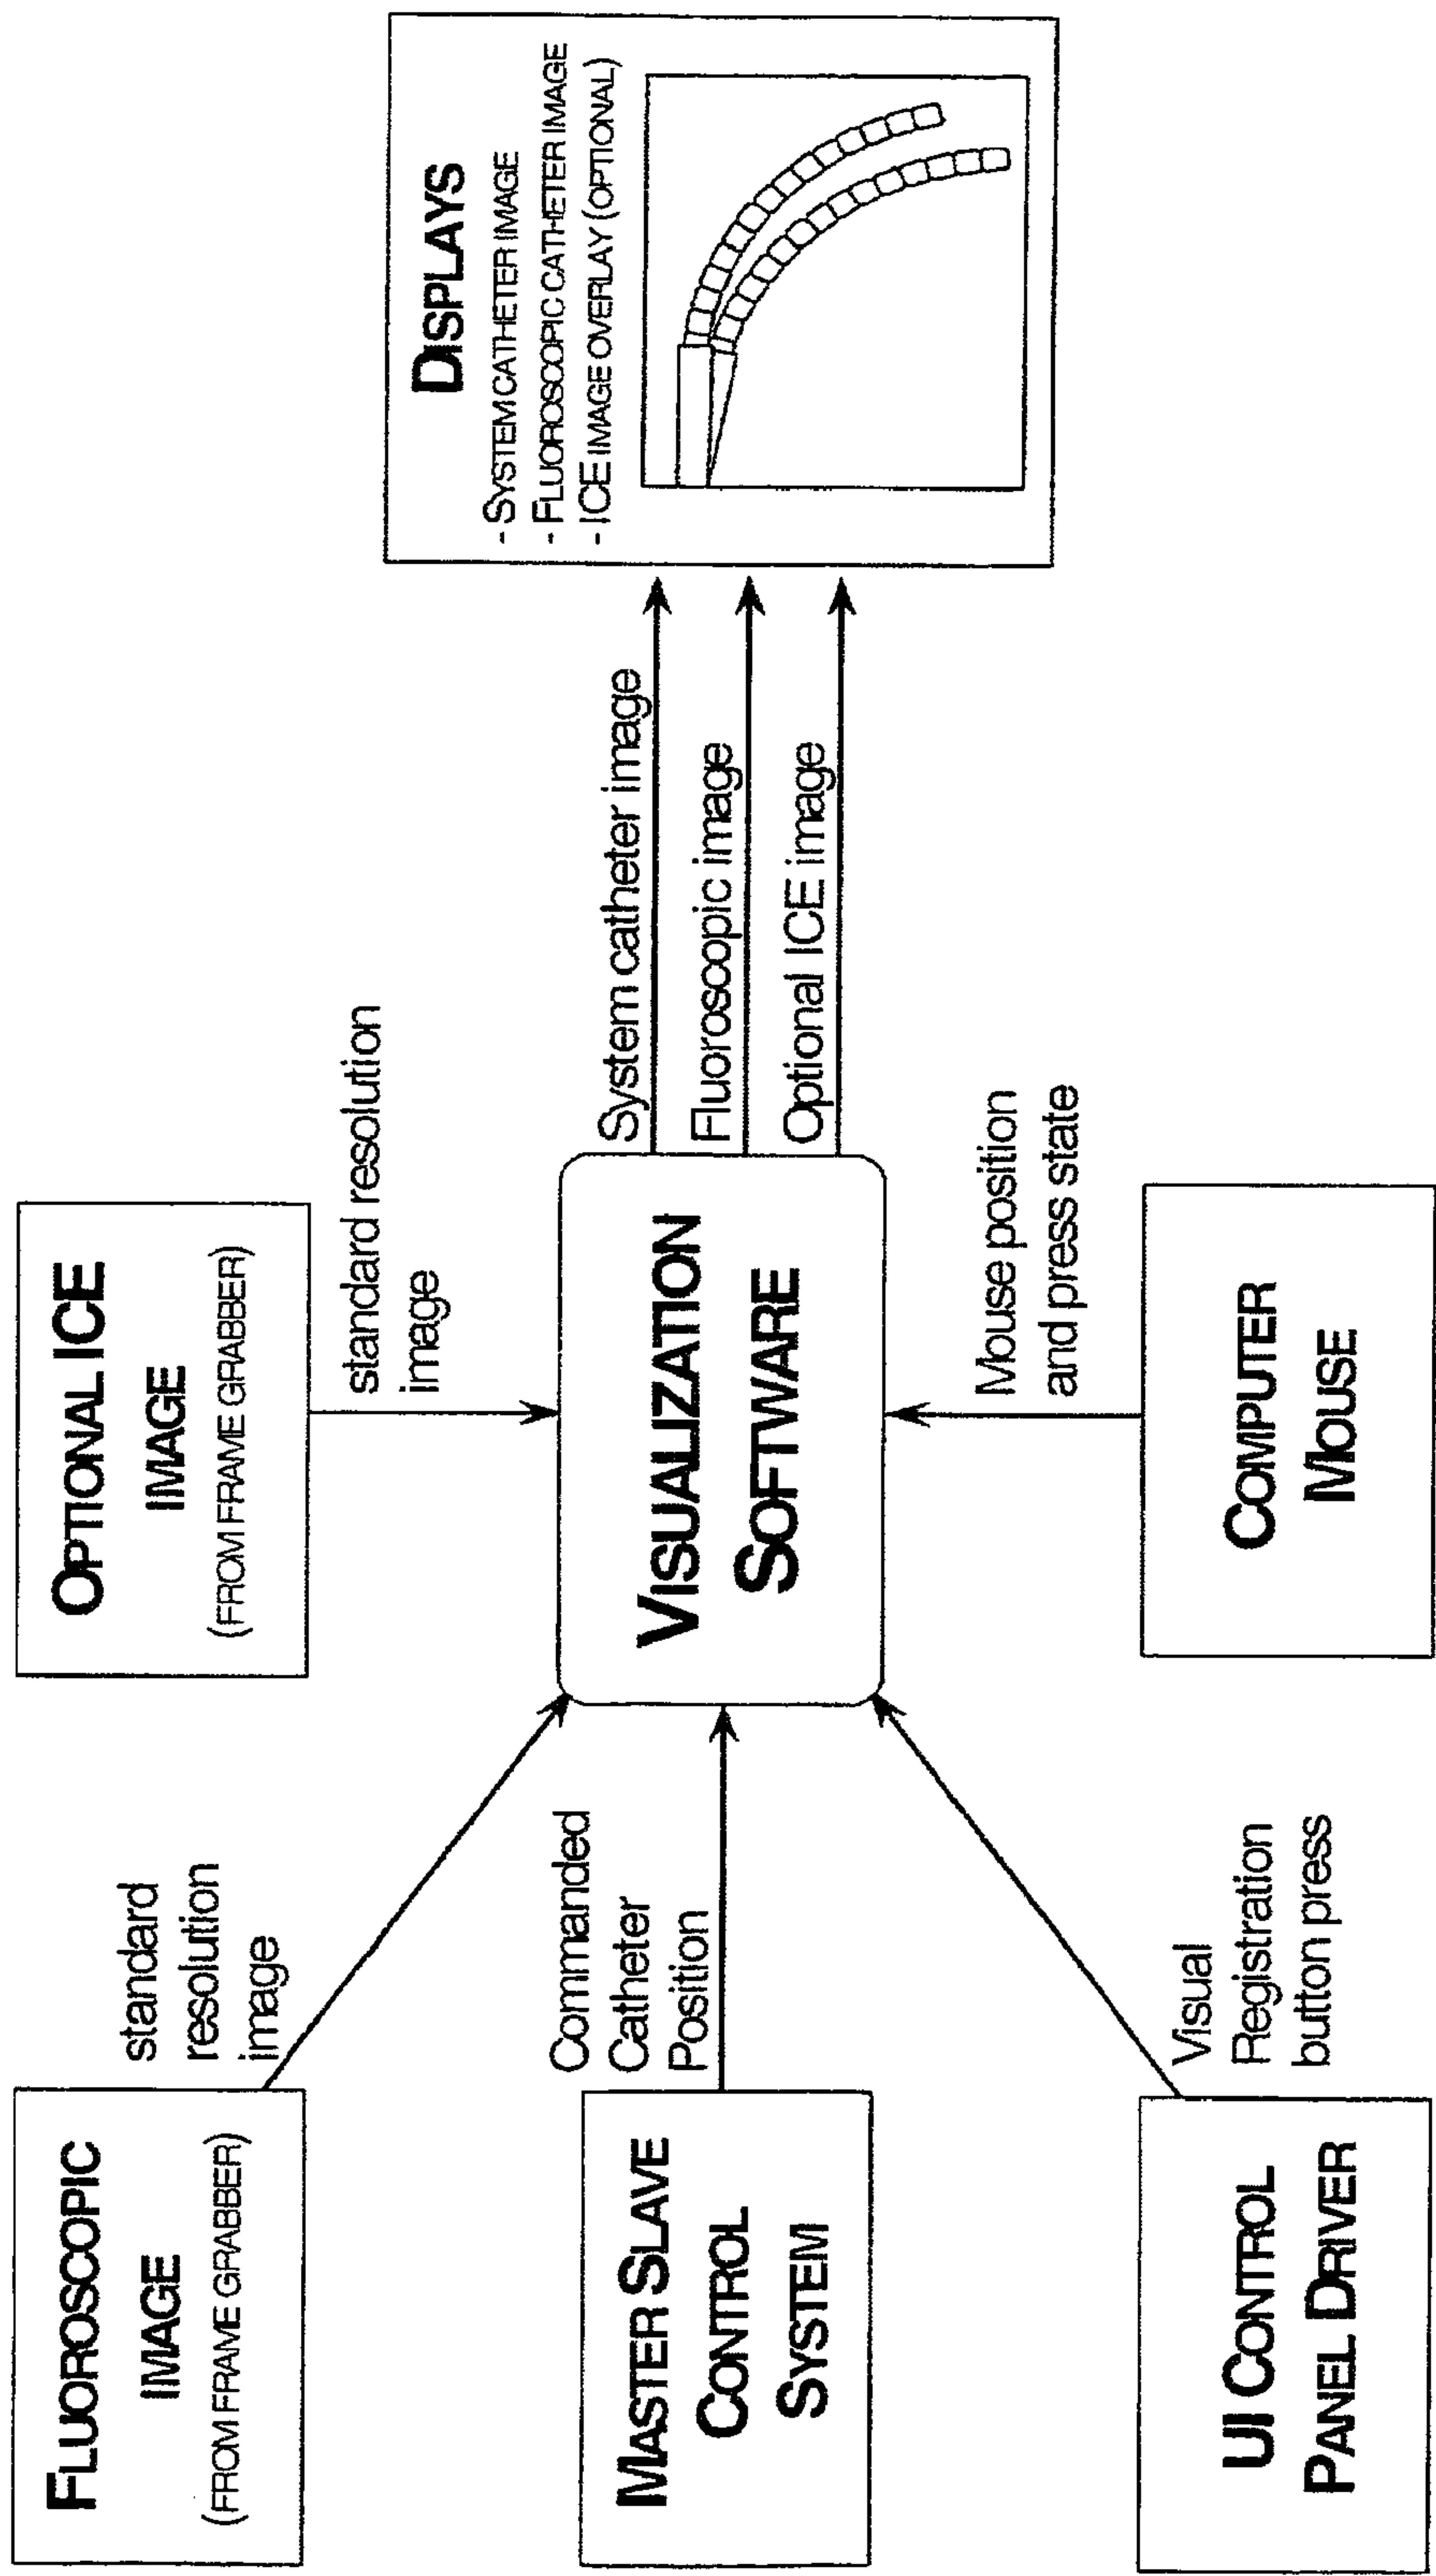 FLUOROSCOPIC
IMAGE
(FROM FRAME GRABBER)
standard
resolution
image
OPTIONAL ICE
IMAGE
(FROM FRAME GRABBER)
standard resolution
image
MASTER SLAVE
CONTROL
SYSTEM
Commanded
Catheter
Position
VISUALIZATION
SOFTWARE
System catheter image
Fluoroscopic image
Optional ICE image
DISPLAYS
- SYSTEM CATHETER IMAGE
- FLUOROSCOPIC CATHETER IMAGE
- ICE IMAGE OVERLAY (OPTIONAL)
UI CONTROL
PANEL DRIVER
Visual
Registration
button press
COMPUTER
MOUSE
Mouse position
and press state